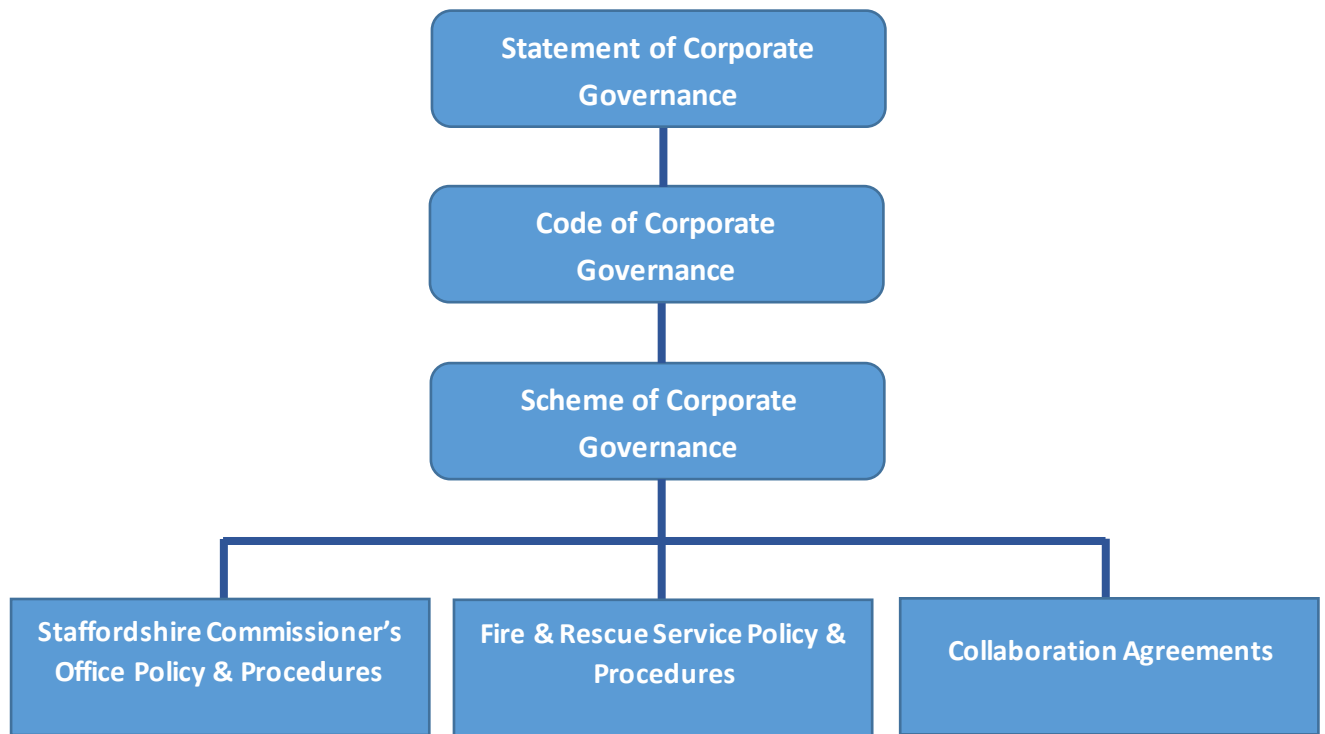 Statement of Corporate
Governance
Code of Corporate
Governance
Scheme of Corporate
Governance
Staffordshire Commissioner’s
Office Policy & Procedures
Fire & Rescue Service Policy &
Procedures
Collaboration Agreements